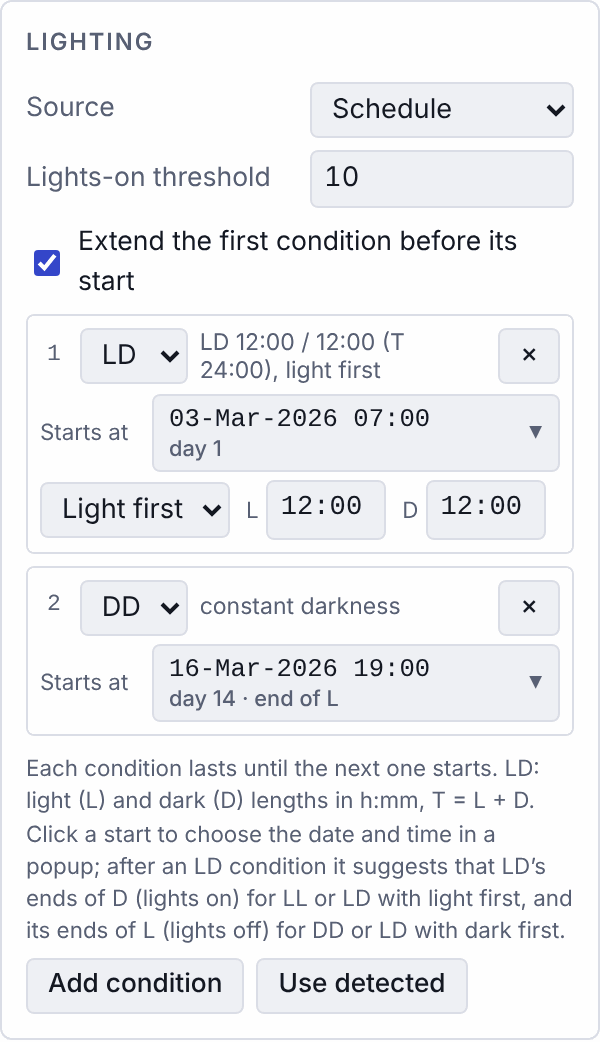 LIGHTING
Source
Schedule
Lights-on threshold
10
Extend the first condition before its
start
1
LD
LD 12:00 / 12:00 (T
24:00), light first
×
Starts at
03-Mar-2026 07:00
day 1
▼
Light first
L
12:00
D
12:00
2
DD
constant darkness
×
Starts at
16-Mar-2026 19:00
day 14 · end of L
▼
Each condition lasts until the next one starts. LD:
light (L) and dark (D) lengths in h:mm, T = L + D.
Click a start to choose the date and time in a
popup; after an LD condition it suggests that LD’s
ends of D (lights on) for LL or LD with light first, and
its ends of L (lights off) for DD or LD with dark first.
Add condition
Use detected